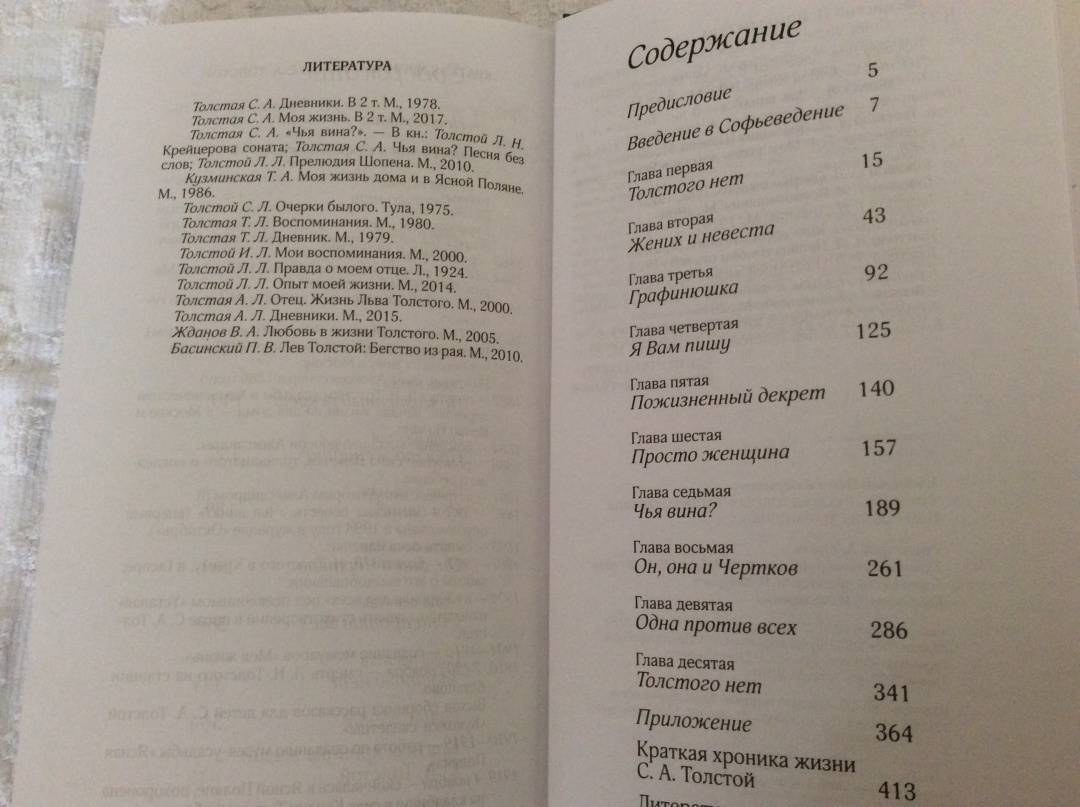 ЛИТЕРАТУРА
Толстая С. А. Дневники. В 2 т. М., 1978.
Толстая С. А. Моя жизнь. В 2 т. М., 2017.
Толстая С. А. «Чья вина?». — В кн.: Толстой Л. Н.
Крейцерова соната; Толстая С. А. Чья вина? Песня без
слов; Толстой Л. Л. Прелюдия Шопена. М., 2010.
Кузминская Т. А. Моя жизнь дома и в Ясной Поляне.
М., 1986.
Толстой С. Л. Очерки былого. Тула, 1975.
Толстая Т. Л. Воспоминания. М., 1980.
Толстая Т. Л. Дневник. М., 1979.
Толстой И. Л. Мои воспоминания. М., 2000.
Толстой Л. Л. Правда о моем отце. Л., 1924.
Толстой Л. Л. Опыт моей жизни. М., 2014.
Толстая А. Л. Отец. Жизнь Льва Толстого. М., 2000.
Толстая А. Л. Дневники. М., 2015.
Жданов В. А. Любовь в жизни Толстого. М., 2005.
Басинский П. В. Лев Толстой: Бегство из рая. М., 2010.
Содержание
Предисловие 5
Введение в Софьеведение 7
Глава первая
Толстого нет 15
Глава вторая
Жених и невеста 43
Глава третья
Графинюшка 92
Глава четвертая
Я Вам пишу 125
Глава пятая
Пожизненный декрет 140
Глава шестая
Просто женщина 157
Глава седьмая
Чья вина? 189
Глава восьмая
Он, она и Чертков 261
Глава девятая
Одна против всех 286
Глава десятая
Толстого нет 341
Приложение 364
Краткая хроника жизни
С. А. Толстой 413